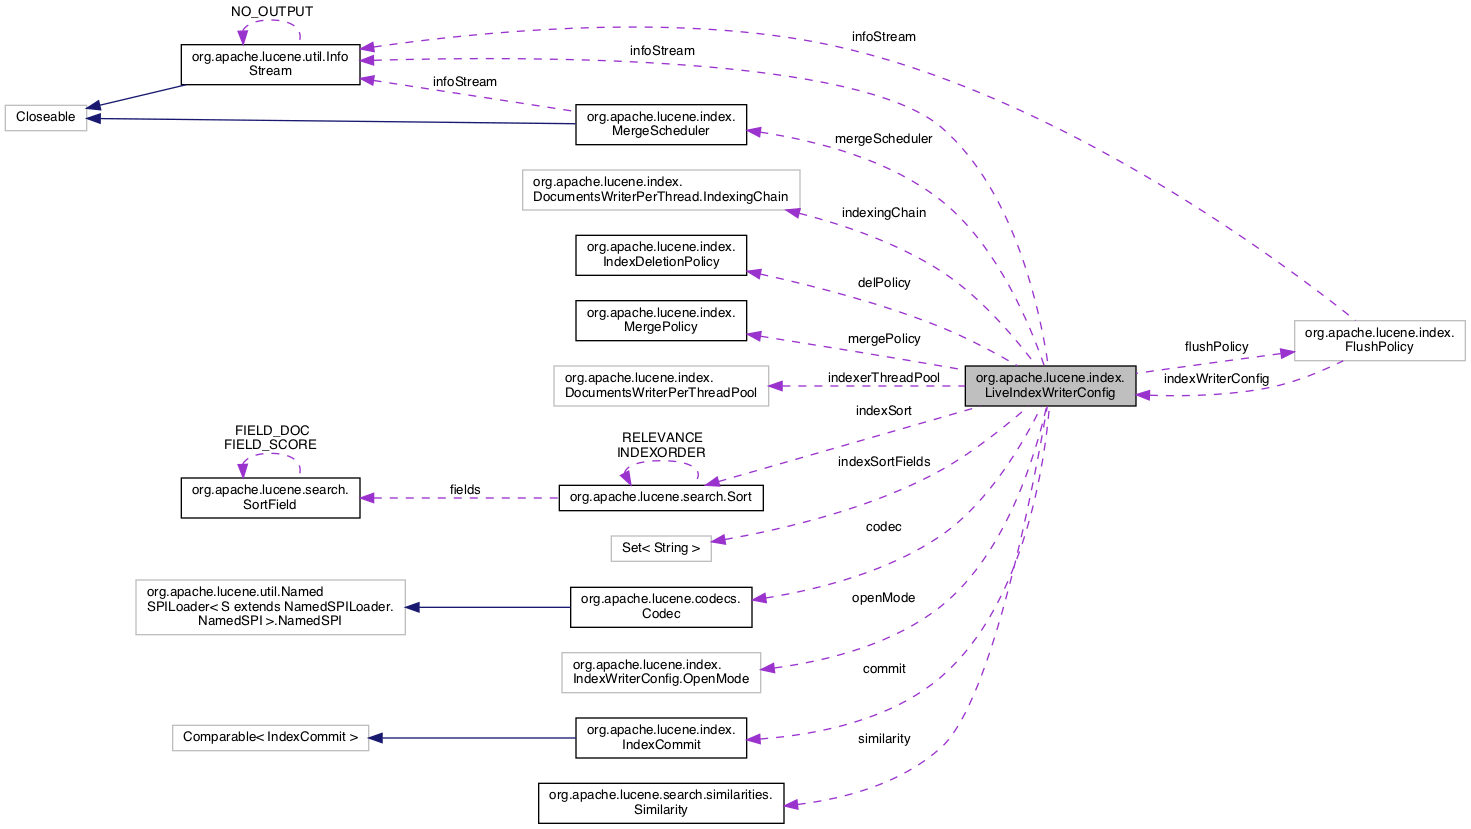 NO_OUTPUT
infoStream
org.apache.lucene.util.Info
Stream
infoStream
infoStream
Closeable
org.apache.lucene.index.
MergeScheduler
mergeScheduler
org.apache.lucene.index.
DocumentsWriterPerThread.IndexingChain
indexingChain
org.apache.lucene.index.
IndexDeletionPolicy
delPolicy
org.apache.lucene.index.
MergePolicy
mergePolicy
flushPolicy
org.apache.lucene.index.
FlushPolicy
org.apache.lucene.index.
DocumentsWriterPerThreadPool
indexerThreadPool
org.apache.lucene.index.
LiveIndexWriterConfig
indexWriterConfig
indexSort
FIELD_DOC
FIELD_SCORE
RELEVANCE
INDEXORDER
indexSortFields
org.apache.lucene.search.
SortField
fields
org.apache.lucene.search.Sort
codec
Set< String >
org.apache.lucene.util.Named
SPILoader< S extends NamedSPILoader.
NamedSPI >.NamedSPI
org.apache.lucene.codecs.
Codec
openMode
org.apache.lucene.index.
IndexWriterConfig.OpenMode
commit
Comparable< IndexCommit >
org.apache.lucene.index.
IndexCommit
similarity
org.apache.lucene.search.similarities.
Similarity